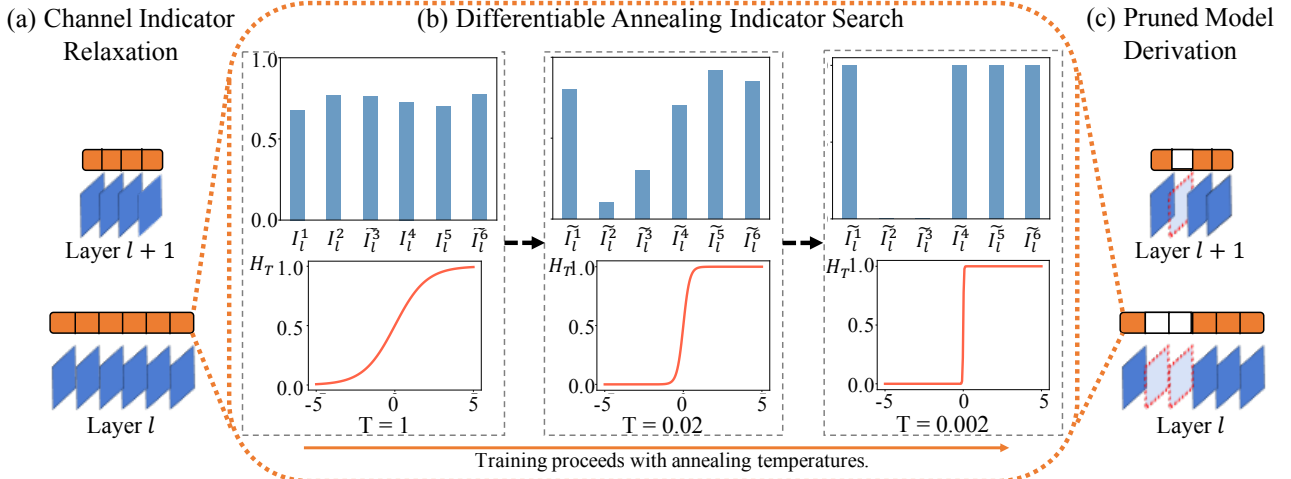 (a) Channel Indicator
Relaxation
(b) Differentiable Annealing Indicator Search
(c) Pruned Model
Derivation
Layer l + 1
Layer l
1.0
0.5
0.0
I_l^1 I_l^2 Ĩ_l^3 I_l^4 I_l^5 Ĩ_l^6
H_T 1.0
0.5
0.0
-5 0 5
T = 1
Ĩ_l^1 Ĩ_l^2 Ĩ_l^3 Ĩ_l^4 Ĩ_l^5 Ĩ_l^6
H_T 1.0
0.5
0.0
-5 0 5
T = 0.02
Ĩ_l^1 Ĩ_l^2 Ĩ_l^3 Ĩ_l^4 Ĩ_l^5 Ĩ_l^6
H_T 1.0
0.5
0.0
-5 0 5
T = 0.002
Training proceeds with annealing temperatures.
Layer l + 1
Layer l